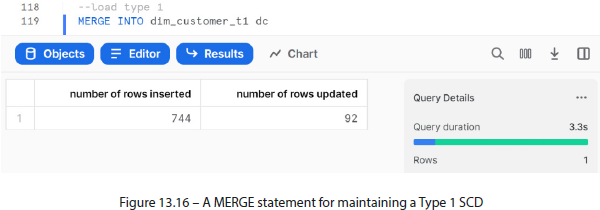 118 --load type 1
119 MERGE INTO dim_customer_t1 dc
Objects Editor Results Chart
number of rows inserted number of rows updated
1 744 92
Query Details ...
Query duration 3.3s
Rows 1
Figure 13.16 – A MERGE statement for maintaining a Type 1 SCD